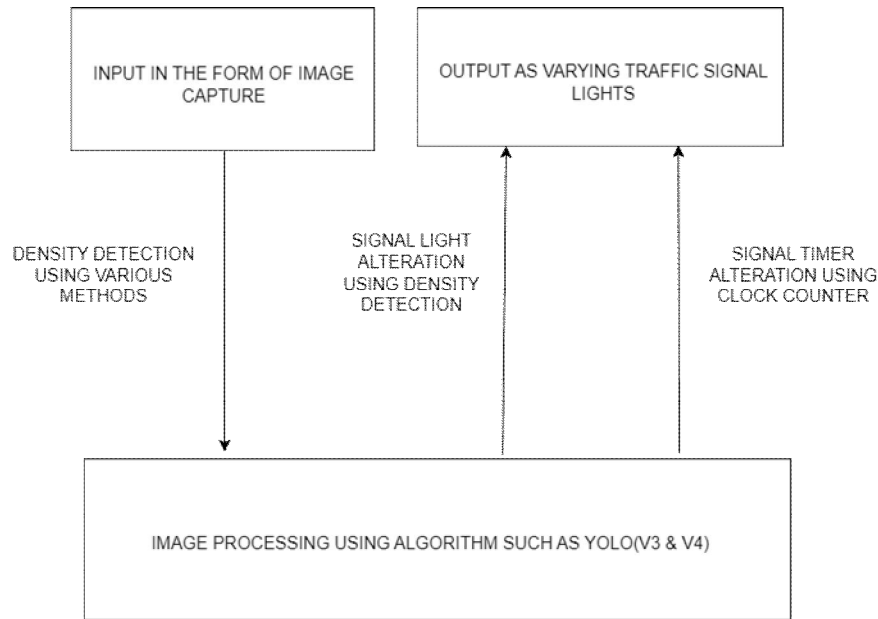 INPUT IN THE FORM OF IMAGE
CAPTURE
OUTPUT AS VARYING TRAFFIC SIGNAL
LIGHTS
DENSITY DETECTION
USING VARIOUS
METHODS
SIGNAL LIGHT
ALTERATION
USING DENSITY
DETECTION
SIGNAL TIMER
ALTERATION USING
CLOCK COUNTER
IMAGE PROCESSING USING ALGORITHM SUCH AS YOLO(V3 & V4)